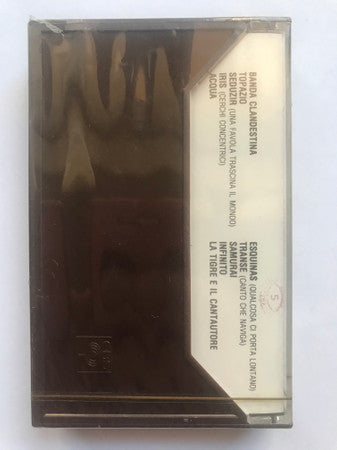 BANDA CLANDESTINA
TOPAZIO
SEDUZIR (UNA FAVOLA TRASCINA IL MONDO)
IRIS (CERCHI CONCENTRICI)
ACQUA
ESQUINAS (QUALCOSA CI PORTA LONTANO)
TRANSE (CANTO CHE NAVIGA)
SAMURAI
INFINITO
LA TIGRE E IL CANTAUTORE